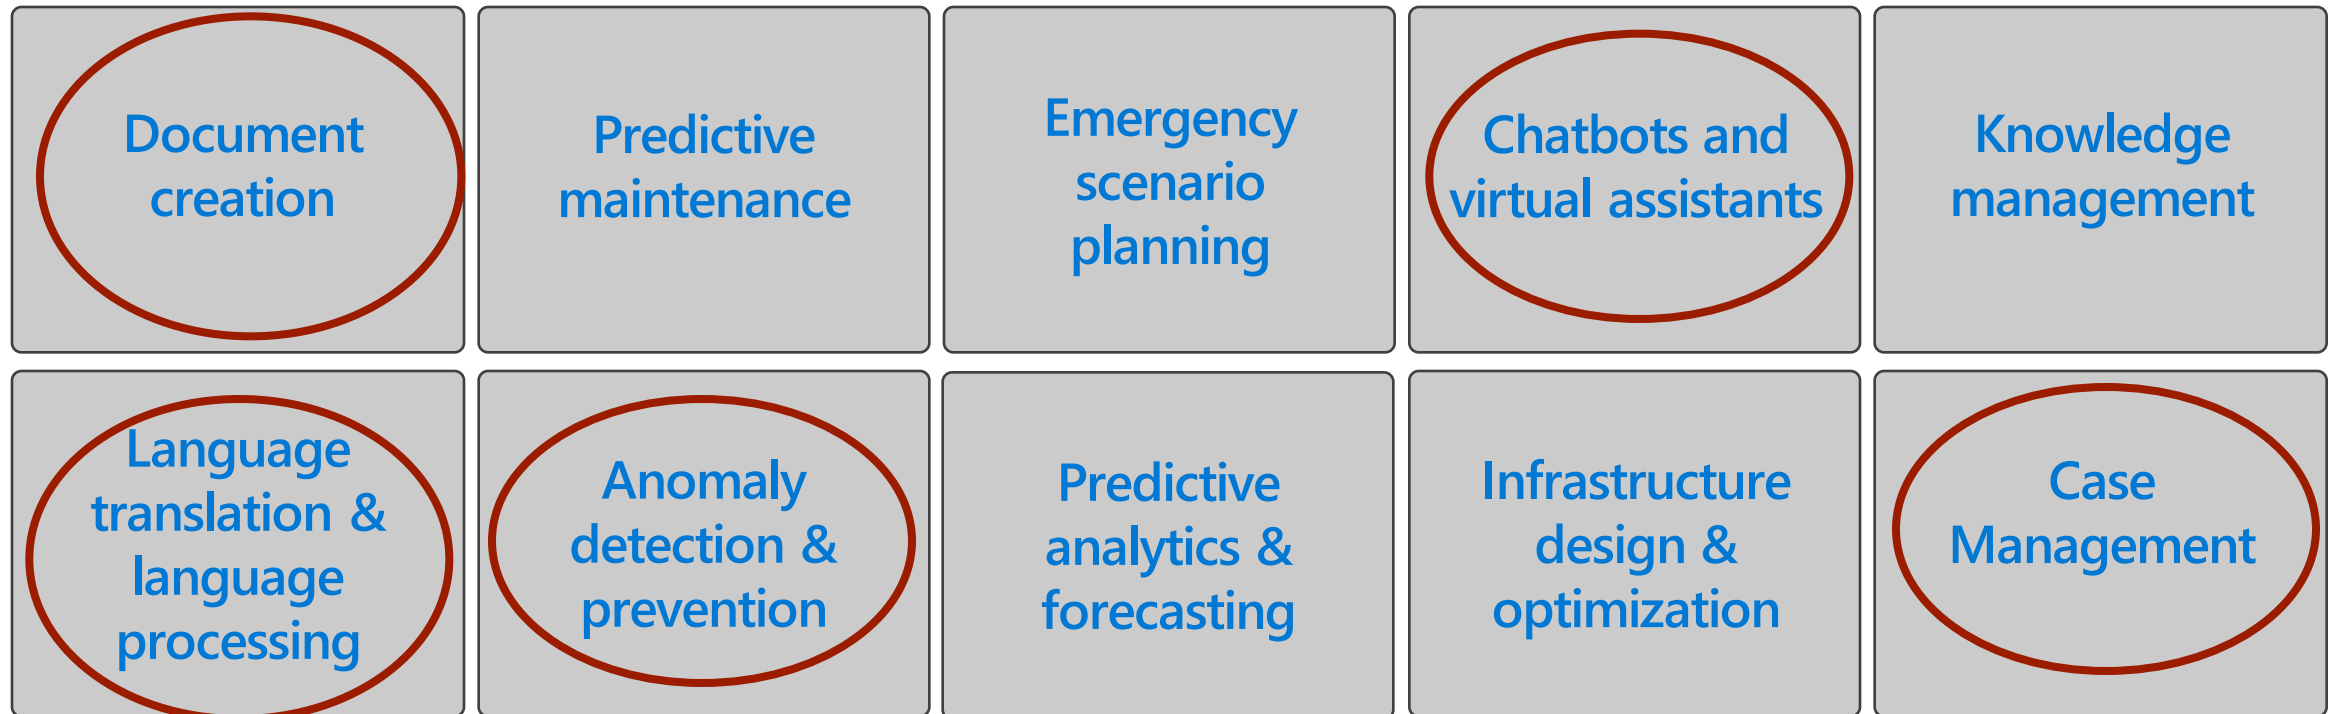 Document
creation
Predictive
maintenance
Emergency
scenario
planning
Chatbots and
virtual assistants
Knowledge
management
Language
translation &
language
processing
Anomaly
detection &
prevention
Predictive
analytics &
forecasting
Infrastructure
design &
optimization
Case
Management